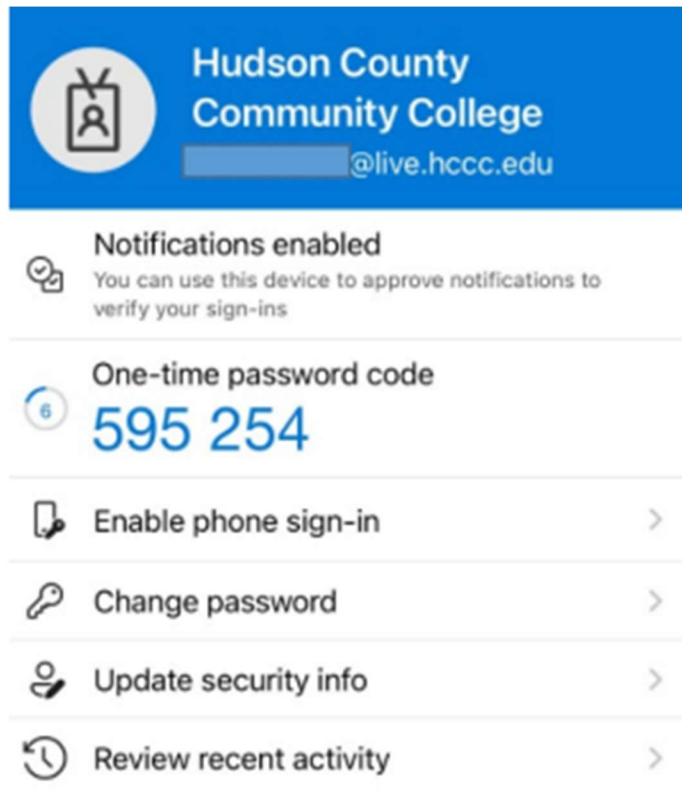 Hudson County
Community College
@live.hccc.edu
Notifications enabled
You can use this device to approve notifications to
verify your sign-ins
One-time password code
6
595 254
Enable phone sign-in
Change password
Update security info
Review recent activity